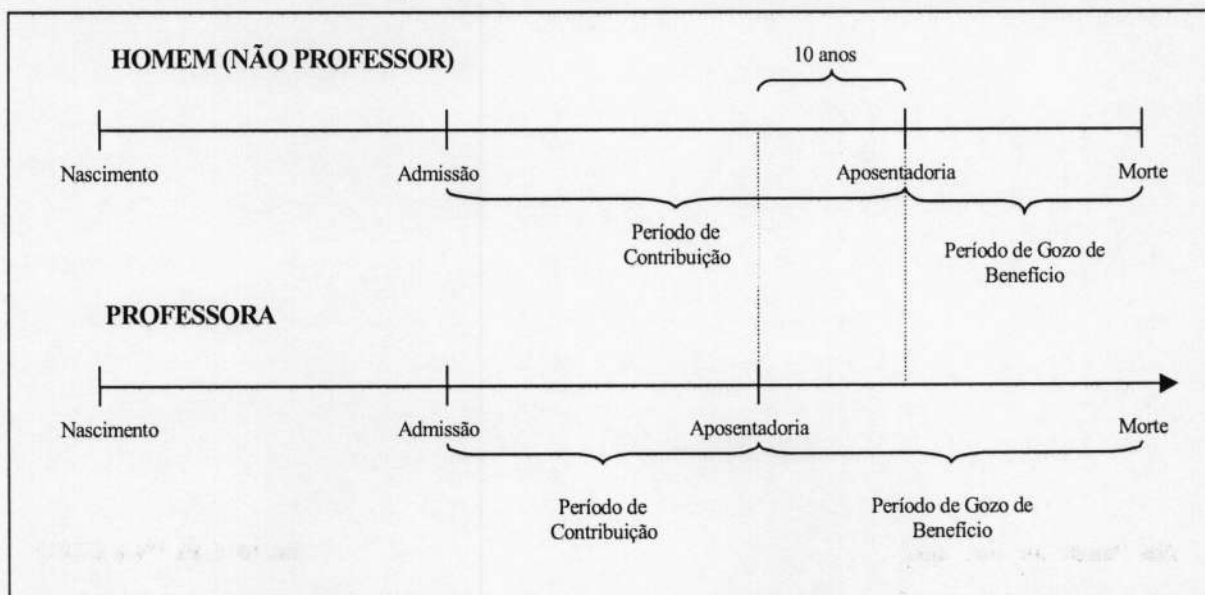 HOMEM (NÃO PROFESSOR)
10 anos
Nascimento
Admissão
Aposentadoria
Morte
Período de
Contribuição
Período de Gozo de
Benefício
PROFESSORA
Nascimento
Admissão
Aposentadoria
Morte
Período de
Contribuição
Período de Gozo de
Benefício